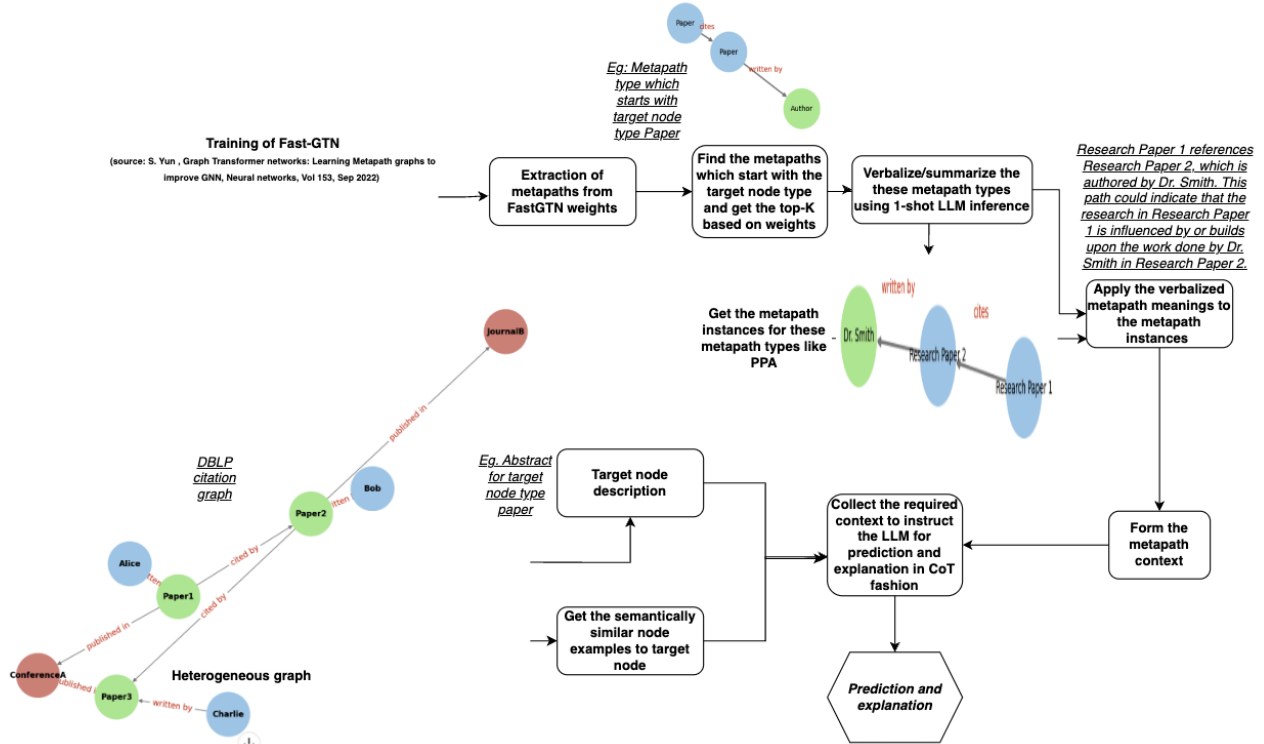 Paper
cites
Paper
written by
Author
Eg: Metapath
type which
starts with
target node
type Paper
Training of Fast-GTN
(source: S. Yun , Graph Transformer networks: Learning Metapath graphs to
improve GNN, Neural networks, Vol 153, Sep 2022)
Extraction of
metapaths from
FastGTN weights
Find the metapaths
which start with the
target node type
and get the top-K
based on weights
Verbalize/summarize the
these metapath types
using 1-shot LLM inference
Research Paper 1 references
Research Paper 2, which is
authored by Dr. Smith. This
path could indicate that the
research in Research Paper
1 is influenced by or builds
upon the work done by Dr.
Smith in Research Paper 2.
Apply the verbalized
metapath meanings to
the metapath
instances
Get the metapath
instances for these
metapath types like
PPA
written by
cites
Dr. Smith
Research Paper 2
Research Paper 1
JournalB
published in
DBLP
citation
graph
Bob
itten
Paper2
cited by
Alice
tten
Paper1
cited by
published in
ConferenceA
ublished i
Paper3
written by
Charlie
Heterogeneous graph
Eg. Abstract
for target
node type
paper
Target node
description
Get the semantically
similar node
examples to target
node
Collect the required
context to instruct
the LLM for
prediction and
explanation in CoT
fashion
Form the
metapath
context
Prediction and
explanation